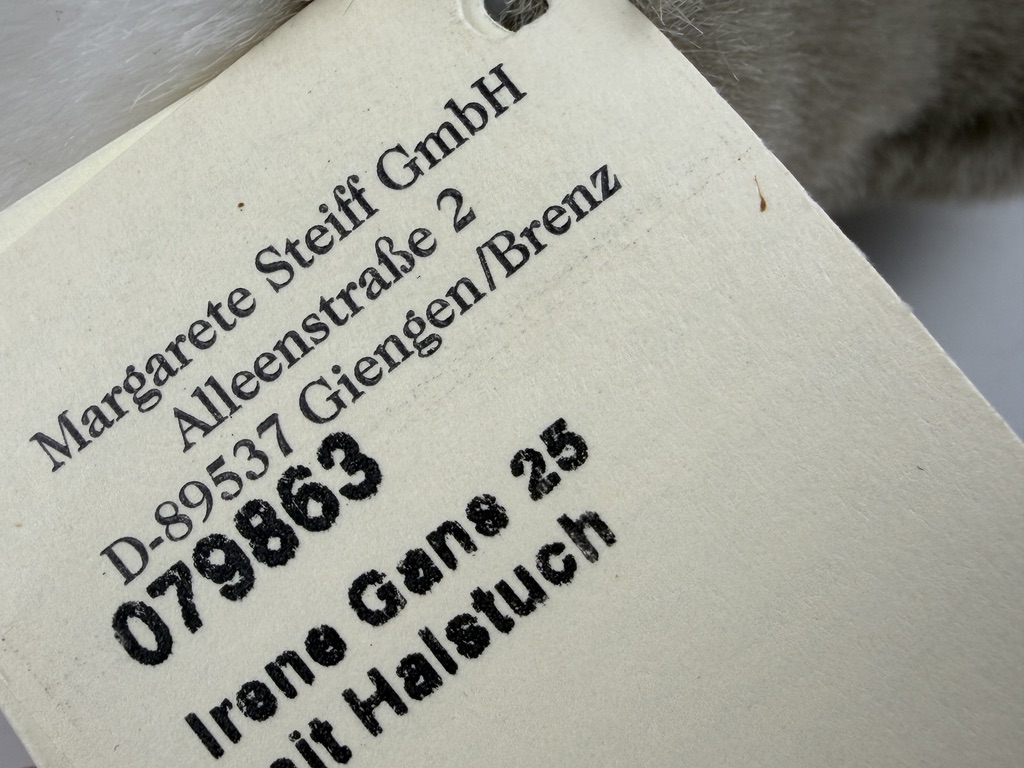 Margarete Steiff GmbH
Alleenstraße 2
D-89537 Giengen/Brenz
079863
Irene Gans 25
mit Halstuch